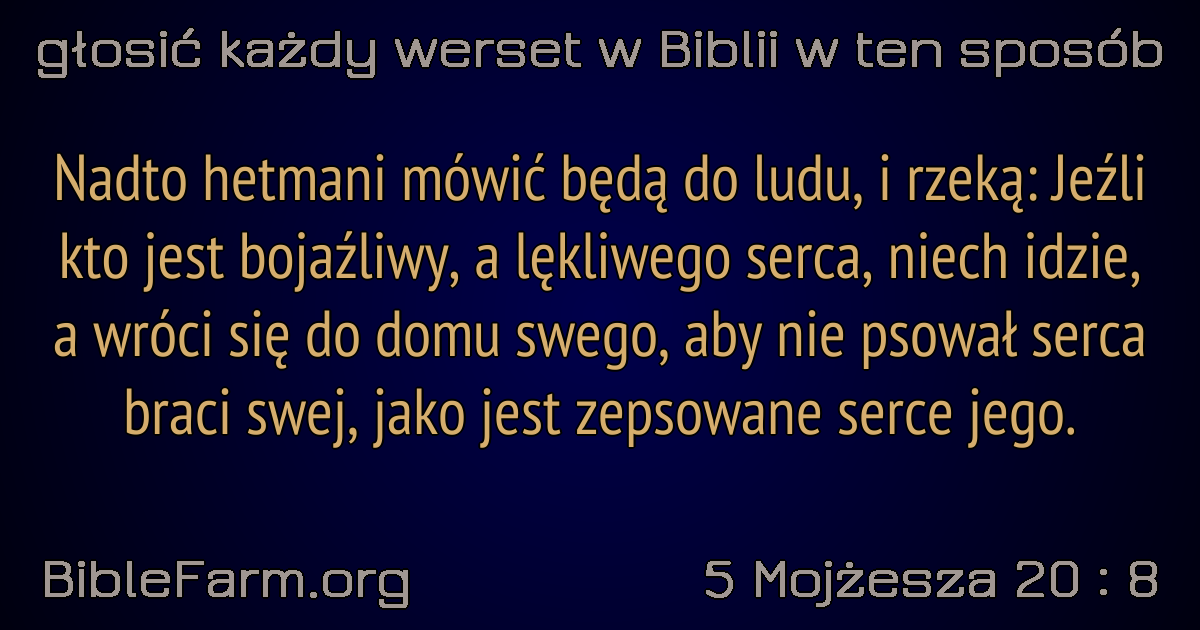 głosić każdy werset w Biblii w ten sposób
Nadto hetmani mówić będą do ludu, i rzeką: Jeźli
kto jest bojaźliwy, a lękliwego serca, niech idzie,
a wróci się do domu swego, aby nie psował serca
braci swej, jako jest zepsowane serce jego.
BibleFarm.org
5 Mojżesza 20 : 8